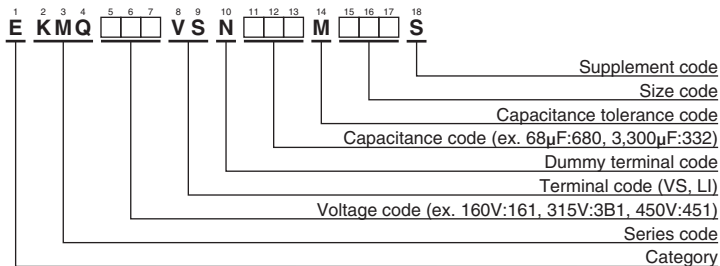 1 2 3 4 5 6 7 8 9 10 11 12 13 14 15 16 17 18
E KMQ □□□ VS N □□□ M □□□ S
Supplement code
Size code
Capacitance tolerance code
Capacitance code (ex. 68μF:680, 3,300μF:332)
Dummy terminal code
Terminal code (VS, LI)
Voltage code (ex. 160V:161, 315V:3B1, 450V:451)
Series code
Category